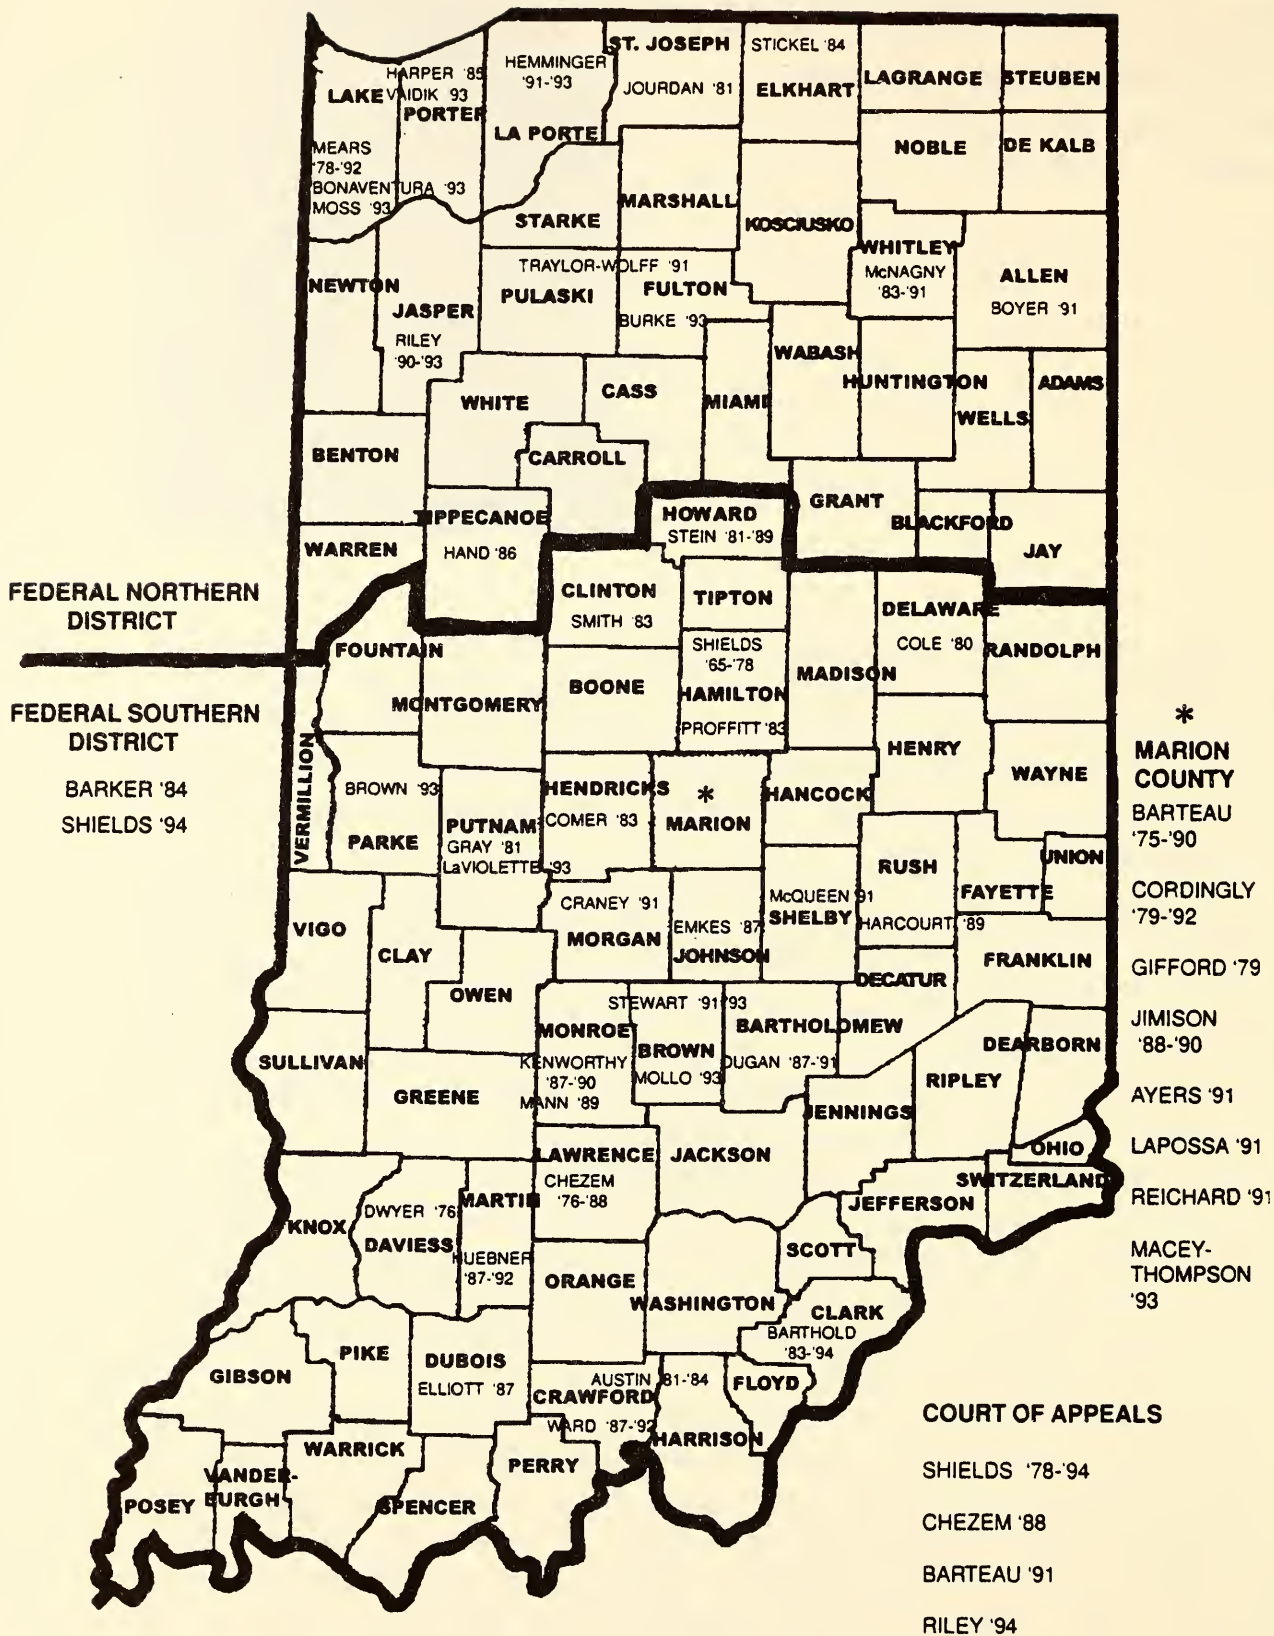 ST. JOSEPH
STICKEL '84
HEMMINGER
'91-'93
HARPER '85
LAKE
VAIDIK '93
PORTER
JOURDAN '81
ELKHART
LAGRANGE
STEUBEN
LA PORTE
MEARS
'78-'92
BONAVENTURA '93
MOSS '93
NOBLE
DE KALB
MARSHALL
STARKE
KOSCIUSKO
WHITLEY
McNAGNY
'83-'91
ALLEN
BOYER '91
NEWTON
TRAYLOR-WOLFF '91
PULASKI
FULTON
JASPER
RILEY
'90-'93
BURKE '93
WABASH
HUNTINGTON
ADAMS
WHITE
CASS
MIAMI
WELLS
BENTON
CARROLL
GRANT
TIPPECANOE
HAND '86
HOWARD
STEIN '81-'89
BLACKFORD
JAY
WARREN
FEDERAL NORTHERN
DISTRICT
CLINTON
SMITH '83
TIPTON
DELAWARE
COLE '80
FOUNTAIN
SHIELDS
'65-'78
RANDOLPH
BOONE
HAMILTON
MADISON
MONTGOMERY
PROFFITT '83
FEDERAL SOUTHERN
DISTRICT
BARKER '84
SHIELDS '94
HENRY
WAYNE
VERMILLION
BROWN '93
PARKE
HENDRICKS
COMER '83
*
MARION
HANCOCK
PUTNAM
GRAY '81
LaVIOLETTE '93
RUSH
UNION
FAYETTE
VIGO
CRANEY '91
MORGAN
EMKES '87
JOHNSON
McQUEEN '91
SHELBY
HARCOURT '89
CLAY
FRANKLIN
DECATUR
OWEN
STEWART '91-'93
MONROE
BARTHOLOMEW
SULLIVAN
KENWORTHY
'87-'90
MANN '89
BROWN
MOLLO '93
DUGAN '87-'91
DEARBORN
RIPLEY
GREENE
JENNINGS
LAWRENCE
CHEZEM
'76-'88
JACKSON
OHIO
SWITZERLAND
JEFFERSON
KNOX
DWYER '76
DAVIESS
MARTIN
HUEBNER
'87-'92
SCOTT
ORANGE
WASHINGTON
CLARK
BARTHOLD
'83-'94
PIKE
DUBOIS
ELLIOTT '87
GIBSON
AUSTIN '81-'84
CRAWFORD
FLOYD
WARD '87-'92
HARRISON
WARRICK
PERRY
VANDER-
BURGH
POSEY
SPENCER
*
MARION
COUNTY
BARTEAU
'75-'90
CORDINGLY
'79-'92
GIFFORD '79
JIMISON
'88-'90
AYERS '91
LAPOSSA '91
REICHARD '91
MACEY-
THOMPSON
'93
COURT OF APPEALS
SHIELDS '78-'94
CHEZEM '88
BARTEAU '91
RILEY '94